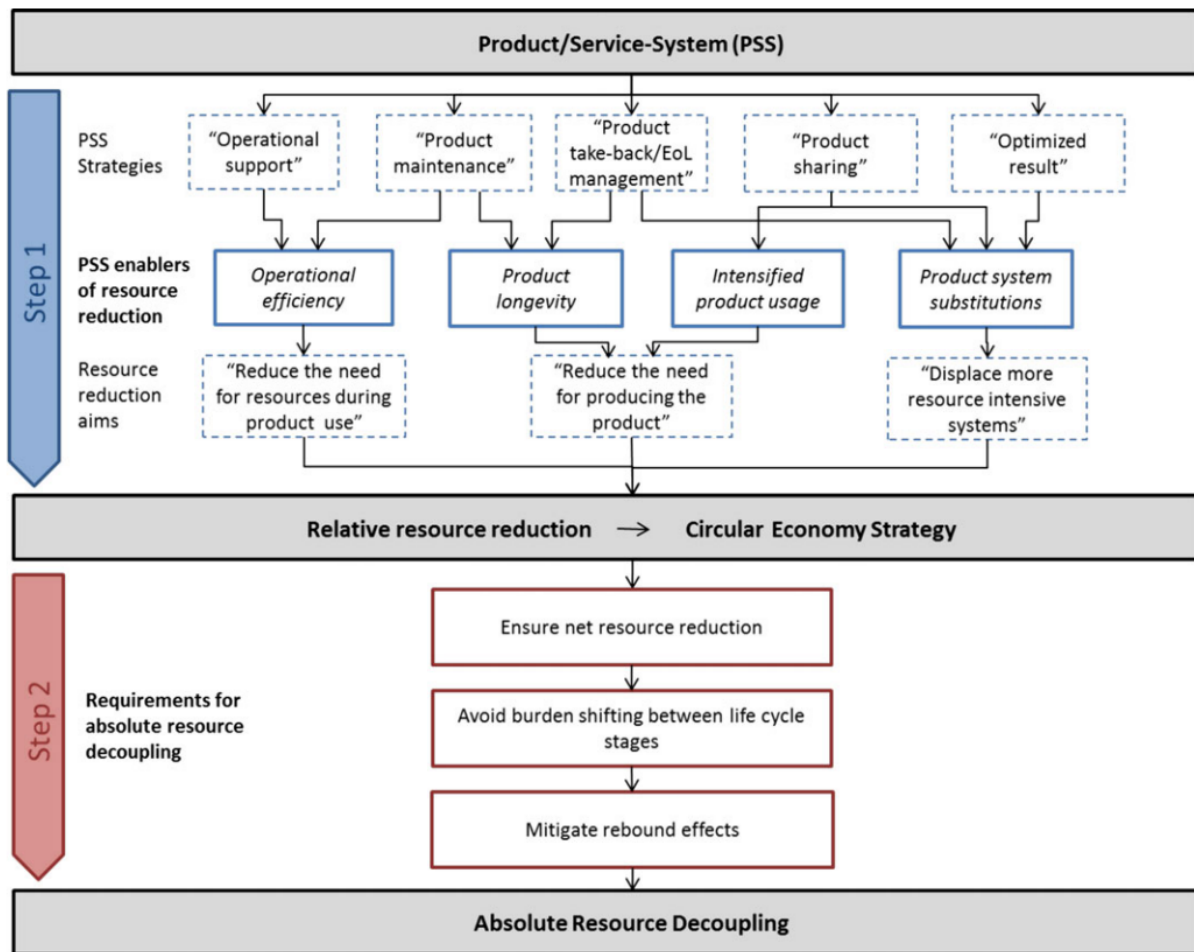 Product/Service-System (PSS)
Step 1
PSS
Strategies
“Operational
support”
“Product
maintenance”
“Product
take-back/EoL
management”
“Product
sharing”
“Optimized
result”
PSS enablers
of resource
reduction
Operational
efficiency
Product
longevity
Intensified
product usage
Product system
substitutions
Resource
reduction
aims
“Reduce the need
for resources during
product use”
“Reduce the need
for producing the
product”
“Displace more
resource intensive
systems”
Relative resource reduction → Circular Economy Strategy
Step 2
Requirements for
absolute resource
decoupling
Ensure net resource reduction
Avoid burden shifting between life cycle
stages
Mitigate rebound effects
Absolute Resource Decoupling